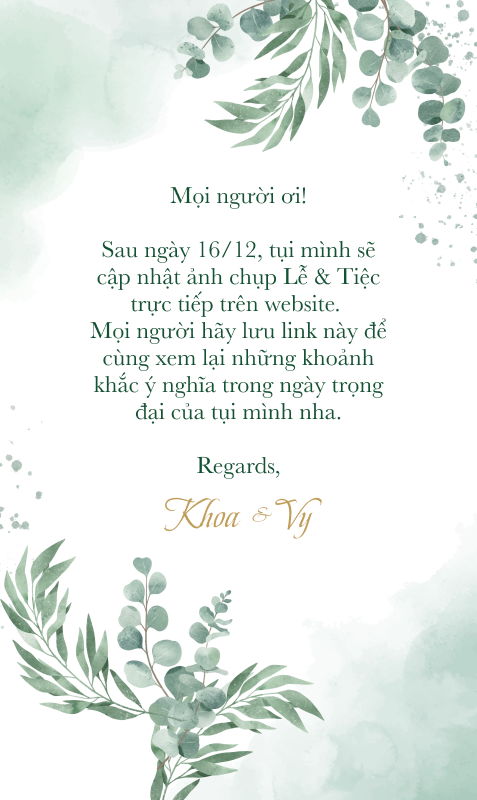 Mọi người ơi!
Sau ngày 16/12, tụi mình sẽ
cập nhật ảnh chụp Lễ & Tiệc
trực tiếp trên website.
Mọi người hãy lưu link này để
cùng xem lại những khoảnh
khắc ý nghĩa trong ngày trọng
đại của tụi mình nha.
Regards,
Khoa & Vy